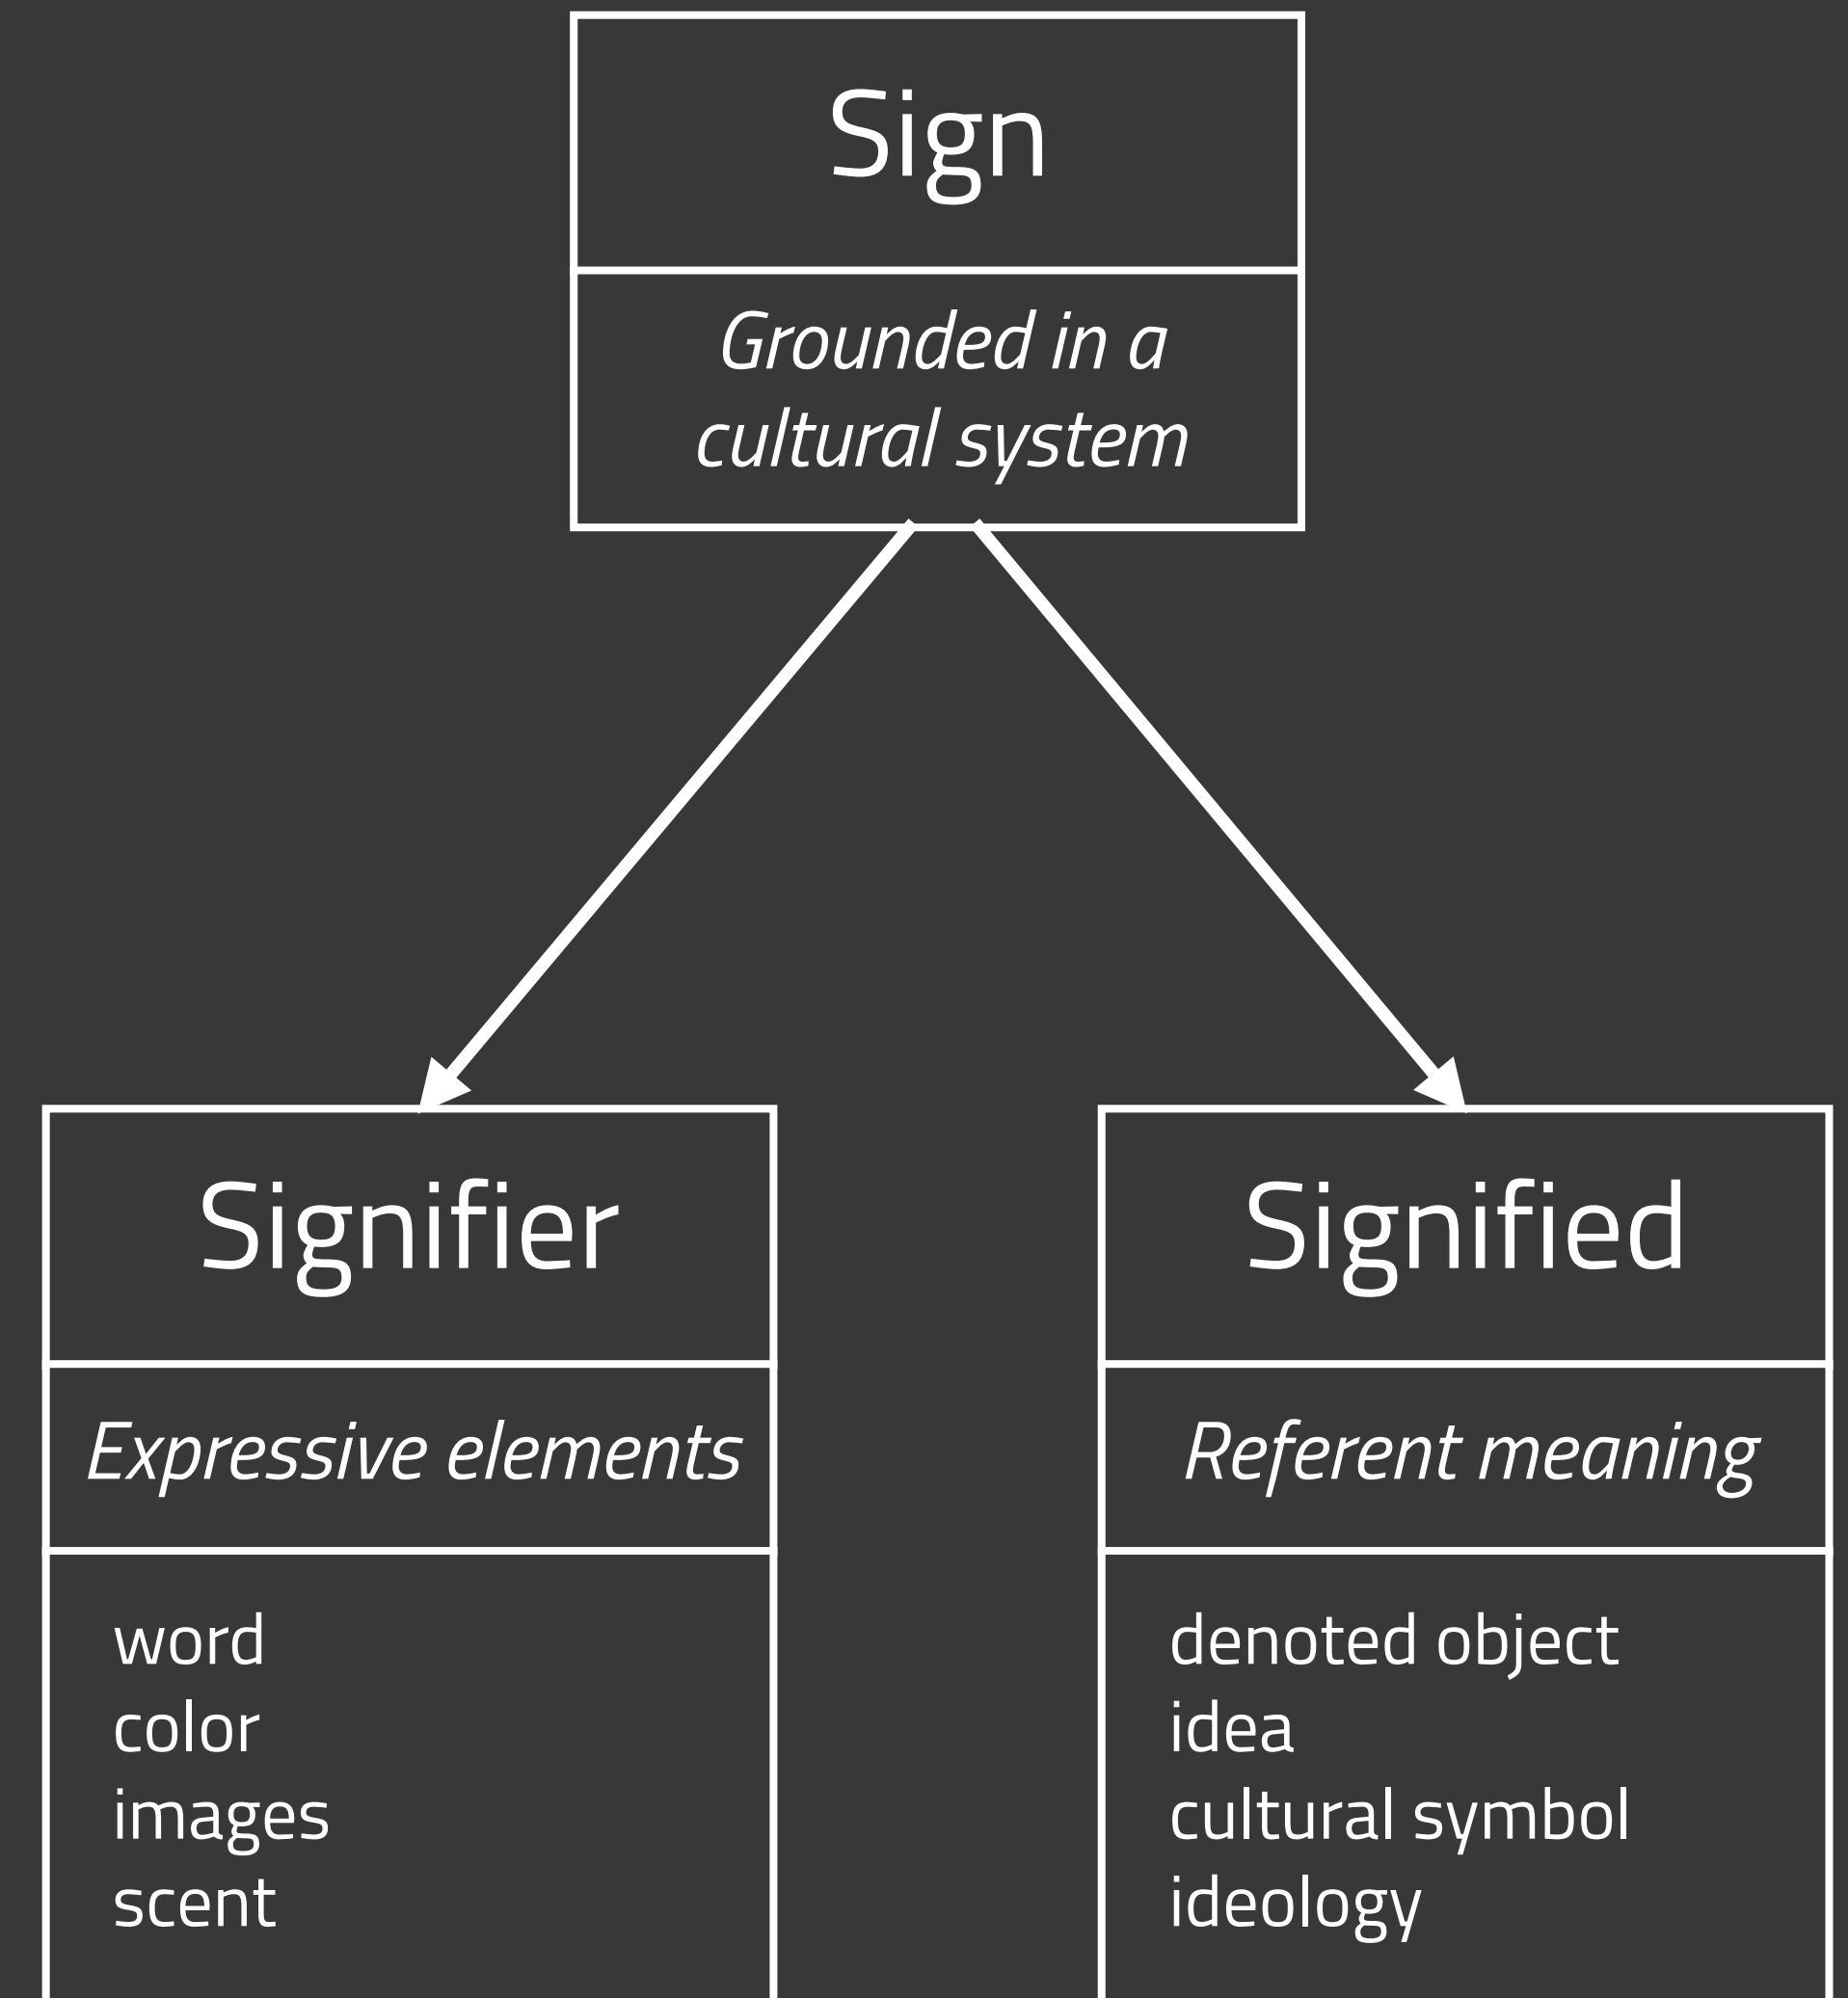 Sign
Grounded in a
cultural system
Signifier
Expressive elements
word
color
images
scent
Signified
Referent meaning
denoted object
idea
cultural symbol
ideology